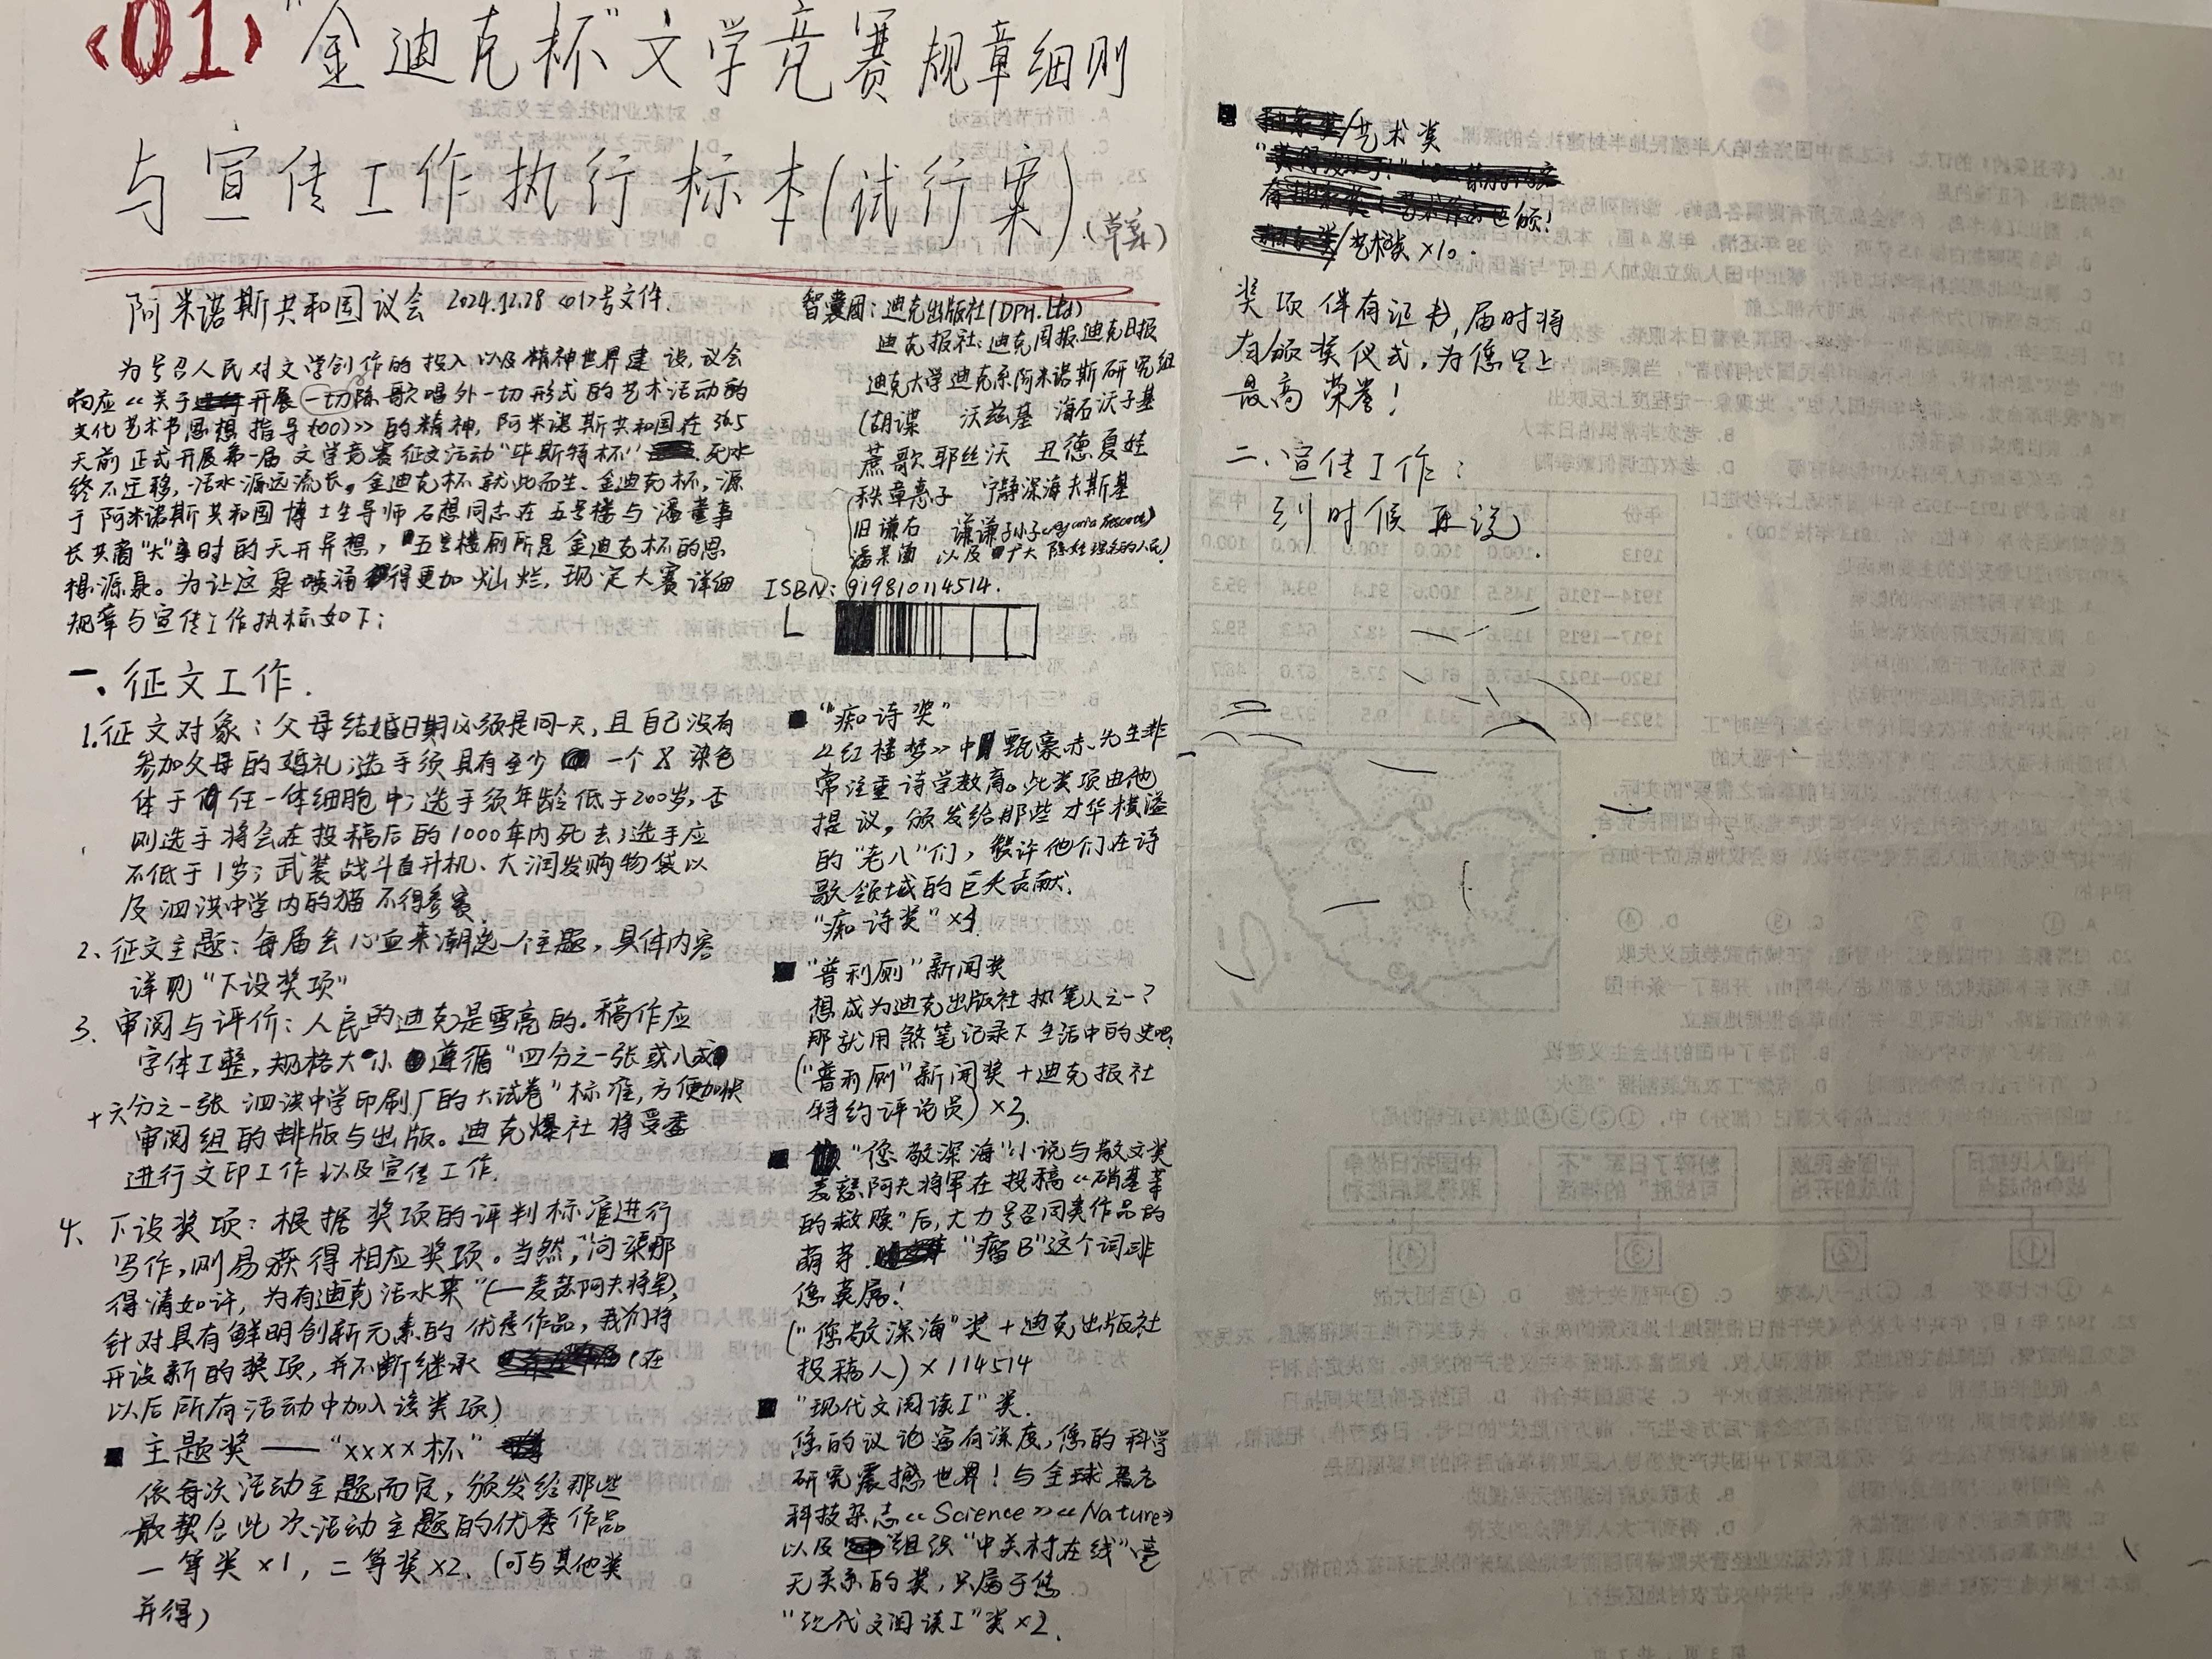 <01> "金迪克杯"文学竞赛规章细则
与宣传工作执行标本(试行案)(草案)
阿米诺斯共和国议会 2024.12.28 <01>号文件.
为号召人民对文学创作的投入以及精神世界建设,议会
响应《关于开展一切除歌唱外一切形式的艺术活动的
文化艺术节思想指导(00)》的精神,阿米诺斯共和国在365
天前正式开展第一届文学竞赛征文活动"毕斯特杯" 死水
终不迁移,活水源远流长。金迪克杯就此而生。金迪克杯,源
于阿米诺斯共和国博士生导师石想同志在五号楼与潘董事
长共商"大"事时的天开异想,五号楼厕所是金迪克杯的思
想源泉。为让这泉喷涌得更加灿烂,现定大赛详细
规章与宣传工作执标如下:
一、征文工作.
1.征文对象:父母结婚日期必须是同一天,且自己没有
参加父母的婚礼;选手须具有至少一个X染色
体于任一体细胞中;选手须年龄低于200岁,否
则选手将会在投稿后的1000年内死去;选手应
不低于1岁;武装战斗直升机、大润发购物袋以
及泗洪中学内的猫不得参赛.
2、征文主题:每届会心血来潮选一个主题,具体内容
详见"下设奖项"
3、审阅与评价:人民的迪克是雪亮的.稿作应
字体工整,规格大小遵循"四分之一张或八或
十六分之一张泗洪中学印刷厂的大试卷"标准,方便加快
审阅组的排版与出版。迪克爆社将受委
进行文印工作以及宣传工作.
4、下设奖项:根据奖项的评判标准进行
写作,则易获得相应奖项。当然,"问渠那
得清如许,为有迪克活水来"(—麦瑟阿夫将军),
针对具有鲜明创新元素的优秀作品,我们将
开设新的奖项,并不断继承(在
以后所有活动中加入该类项)
■ 主题奖——"xxxx杯"
依每次活动主题而定,颁发给那些
最契合此次活动主题的优秀作品
一等类×1,二等奖×2.(可与其他类
并得)
智囊团:迪克出版社(DPH.Ltd)
迪克报社:迪克周报迪克日报
迪克大学迪克系阿米诺斯研究组
(胡谍 沃兹基 海石沃子基
蔗歌耶丝沃 丑德夏娃
秩章惠子 宁静深海夫斯基
旧谦右 谦谦子小子
潘某菌 以及广大 的人民)
ISBN:919810114514.
■ "痴诗奖"
《红楼梦》中甄豪赤先生非
常注重诗学教育。此类项由他
提议,颁发给那些才华横溢
的"老八"们,赞许他们在诗
歌领域的巨大贡献.
"痴诗奖"×4
■ "普利厕"新闻奖
想成为迪克出版社执笔人之一?
那就用煞笔记录下生活中的史吧!
("普利厕"新闻奖+迪克报社
特约评论员)×3.
■ "您敬深海"小说与散文奖
麦瑟阿夫将军在投稿《硝基苯
的救赎》后,大力号召同类作品的
萌芽. "瘤B"这个词非
您莫属!
("您敬深海"奖+迪克出版社
投稿人)×114514
■ "现代文阅读I"类.
您的议论富有深度,您的科学
研究震撼世界!与全球著名
科技杂志《Science》《Nature》
以及组织"中关村在线"毫
无关系的奖,只属于您
"现代文阅读I"类×2.
■ /艺术类
颁!
/艺术类×10.
奖项伴有证书,届时将
有颁奖仪式,为您呈上
最高荣誉!
二、宣传工作:
到时候再说